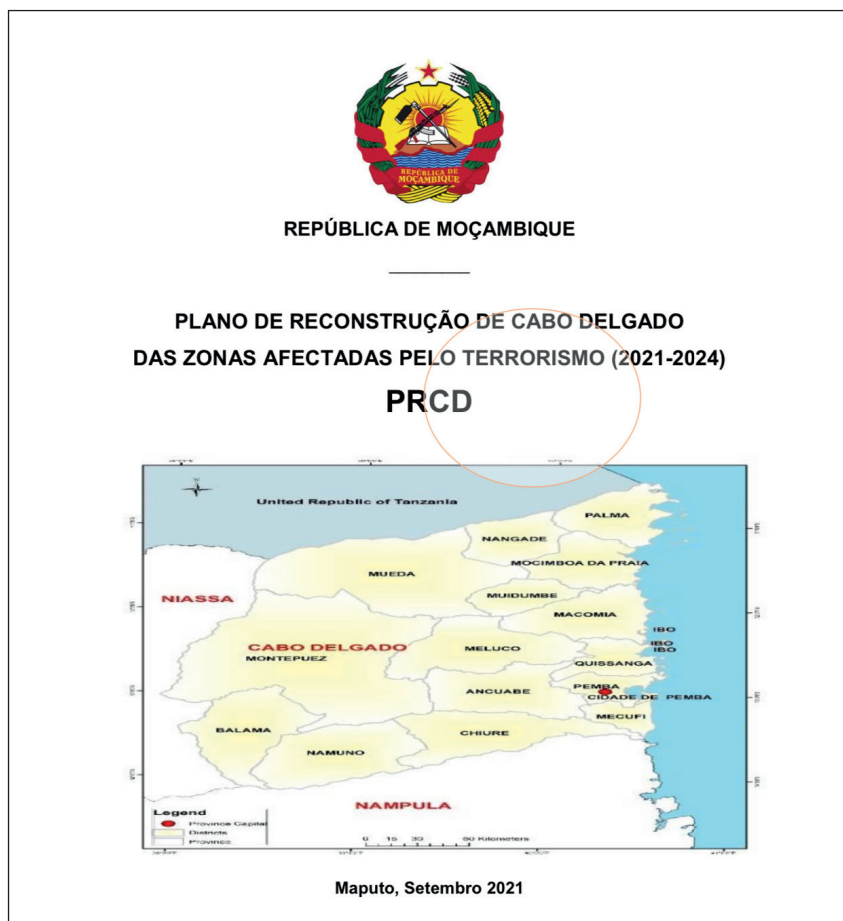 REPÚBLICA DE
MOÇAMBIQUE
REPÚBLICA DE MOÇAMBIQUE
PLANO DE RECONSTRUÇÃO DE CABO DELGADO
DAS ZONAS AFECTADAS PELO TERRORISMO (2021-2024)
PRCD
United Republic of Tanzania
PALMA
NANGADE
MOCIMBOA DA PRAIA
MUEDA
NIASSA
MUIDUMBE
MACOMIA
IBO
CABO DELGADO
MELUCO
IBO
IBO
MONTEPUEZ
QUISSANGA
ANCUABE
PEMBA
CIDADE DE PEMBA
MECUFI
BALAMA
CHIURE
NAMUNO
NAMPULA
Legend
Province Capital
Districts
Province
0 15 30 60 Kilometers
Maputo, Setembro 2021